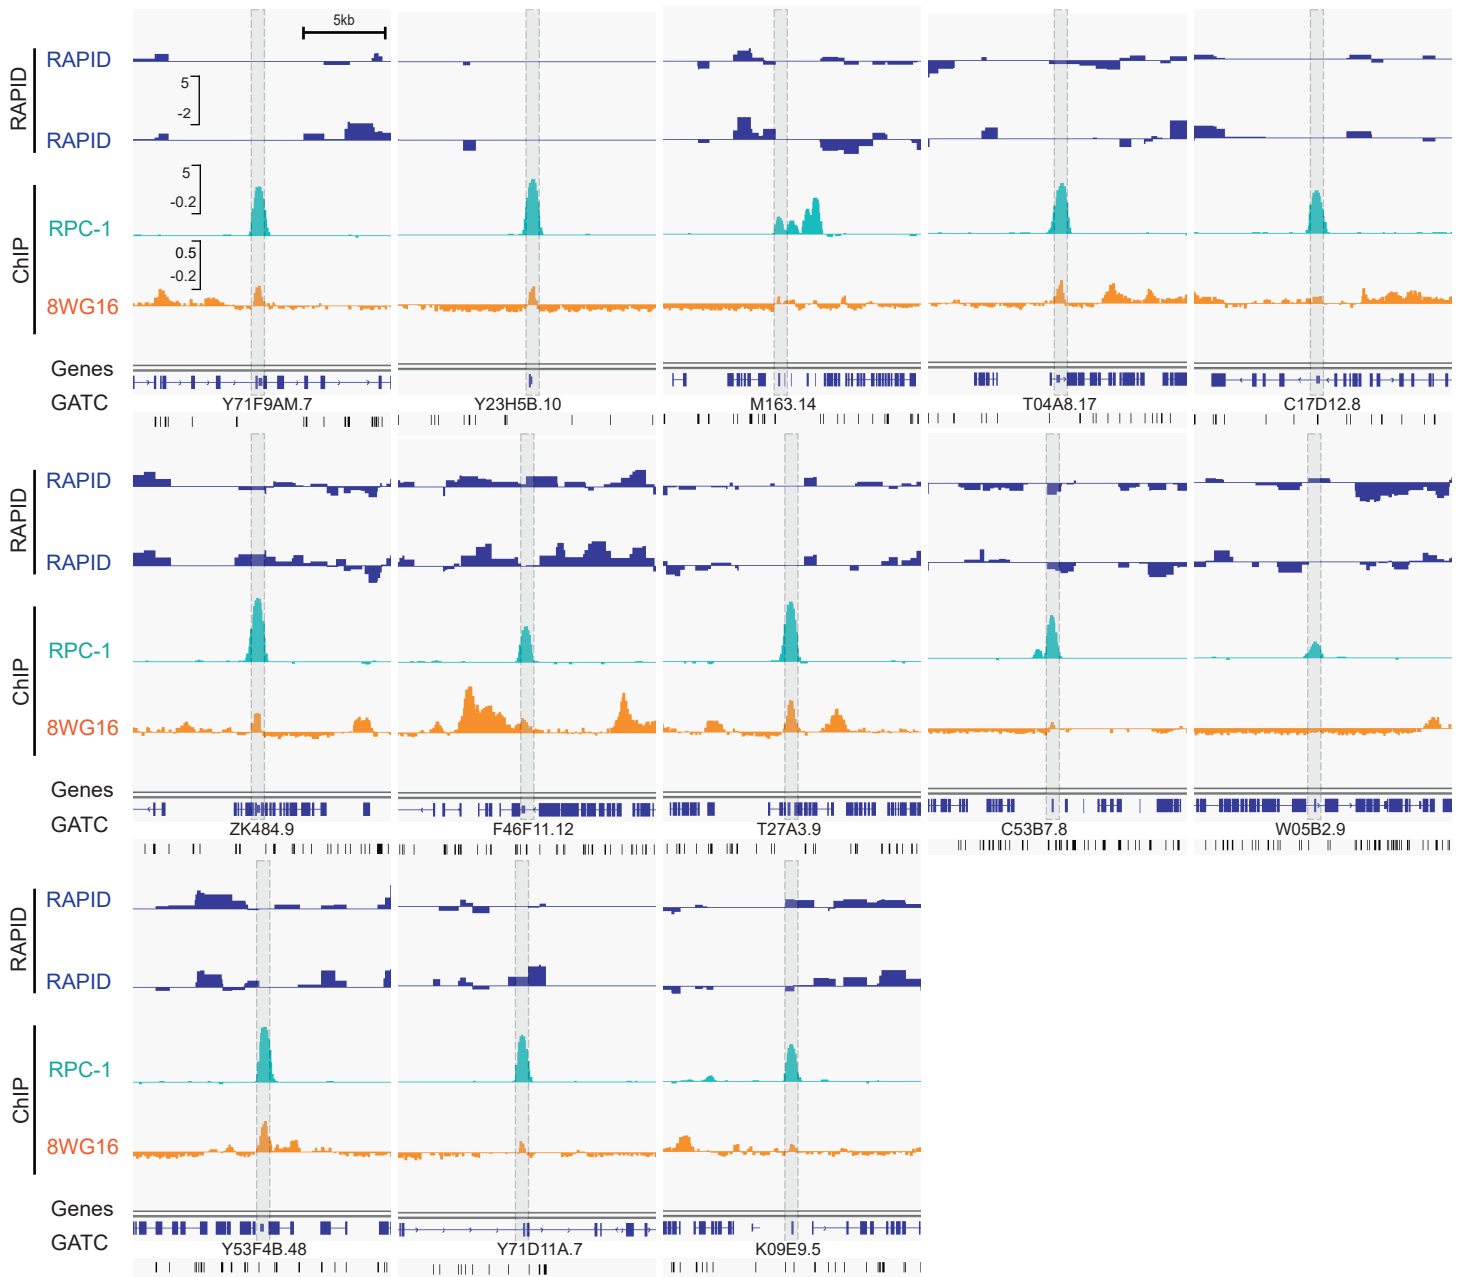 5kb
RAPID
RAPID
5
-2
RAPID
5
-0.2
RPC-1
ChIP
0.5
-0.2
8WG16
Genes
GATC
Y71F9AM.7
Y23H5B.10
M163.14
T04A8.17
C17D12.8
RAPID
RAPID
RAPID
RPC-1
ChIP
8WG16
Genes
GATC
ZK484.9
F46F11.12
T27A3.9
C53B7.8
W05B2.9
RAPID
RAPID
RAPID
RPC-1
ChIP
8WG16
Genes
GATC
Y53F4B.48
Y71D11A.7
K09E9.5